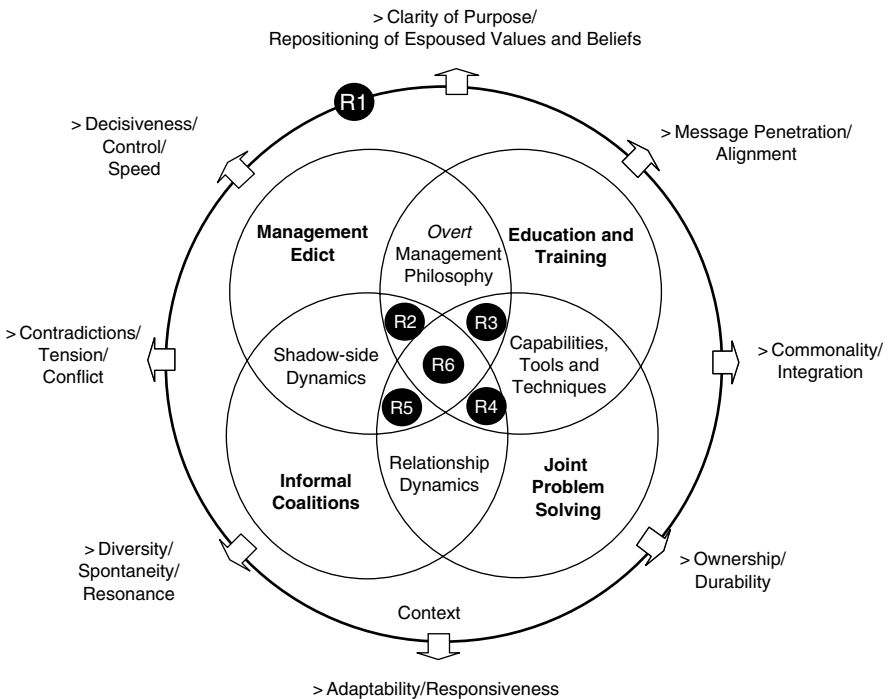 > Clarity of Purpose/
Repositioning of Espoused Values and Beliefs
R1
> Decisiveness/
Control/
Speed
> Message Penetration/
Alignment
Management
Edict
Overt
Management
Philosophy
Education and
Training
R2
R3
> Contradictions/
Tension/
Conflict
Shadow-side
Dynamics
R6
Capabilities,
Tools and
Techniques
> Commonality/
Integration
R5
R4
Informal
Coalitions
Relationship
Dynamics
Joint
Problem
Solving
> Diversity/
Spontaneity/
Resonance
> Ownership/
Durability
Context
> Adaptability/Responsiveness